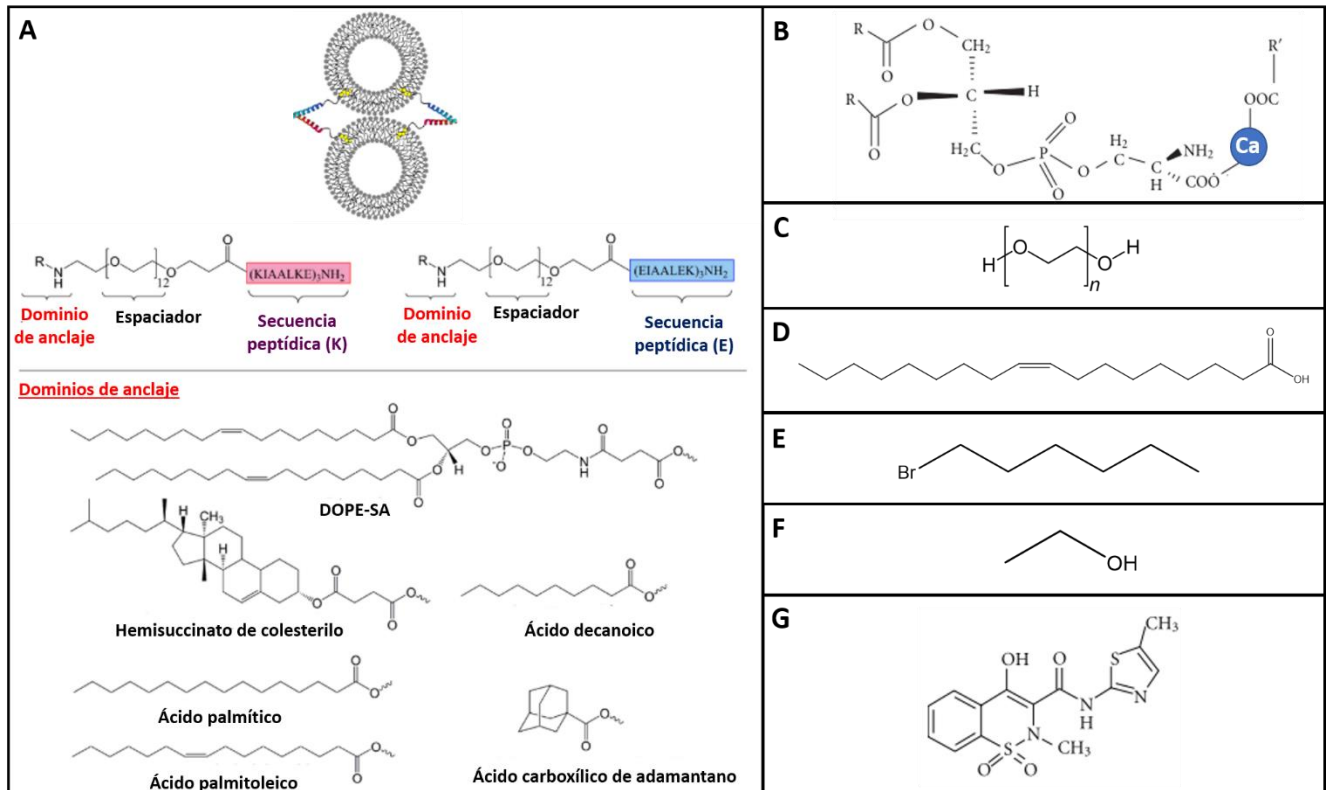 A
R
N
H
O
O
12
O
O
(KIAALKE)₃NH₂
Dominio
de anclaje
Espaciador
Secuencia
peptídica (K)
R
N
H
O
O
12
O
O
(EIAALEK)₃NH₂
Dominio
de anclaje
Espaciador
Secuencia
peptídica (E)
Dominios de anclaje
DOPE-SA
Hemisuccinato de colesterilo
Ácido decanoico
Ácido palmítico
Ácido palmitoleico
Ácido carboxílico de adamantano
B
R
O
O
CH₂
R
O
O
C
H
H₂C
O
P
O
O
O
H₂
C
C
H
NH₂
COO
Ca
OOC
R′
C
H
O
O
H
n
D
O
OH
E
Br
F
OH
G
OH
O
N
H
S
N
CH₃
N
CH₃
S
O
O